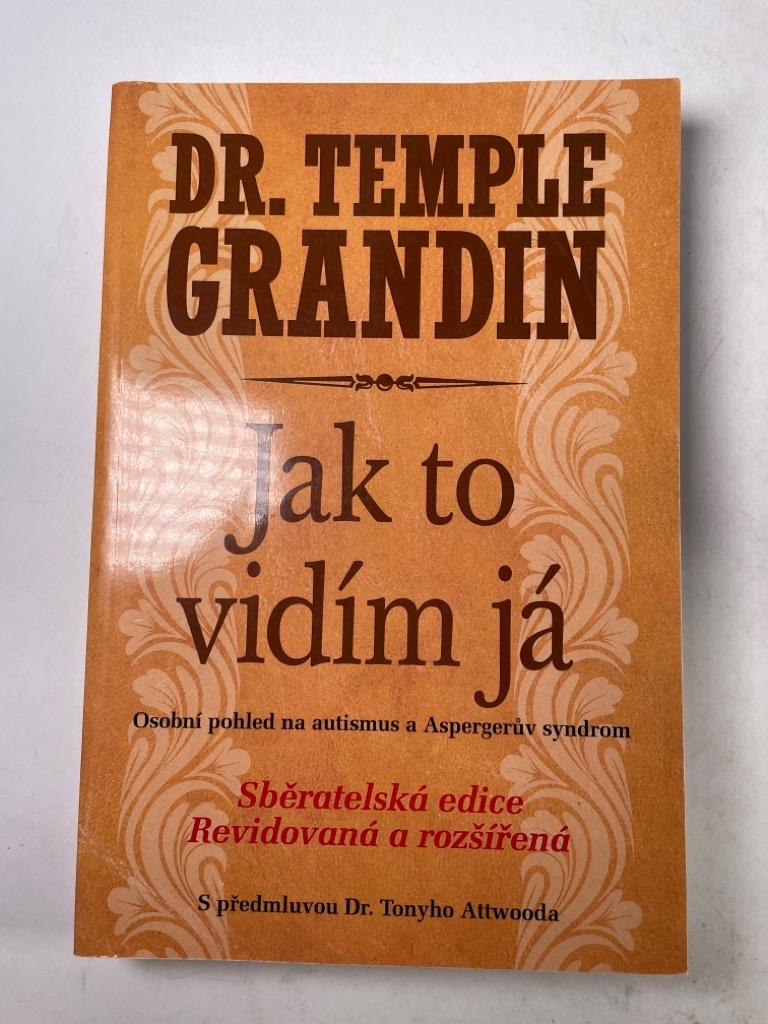 DR. TEMPLE
GRANDIN
Jak to
vidím já
Osobní pohled na autismus a Aspergerův syndrom
Sběratelská edice
Revidovaná a rozšířená
S předmluvou Dr. Tonyho Attwooda